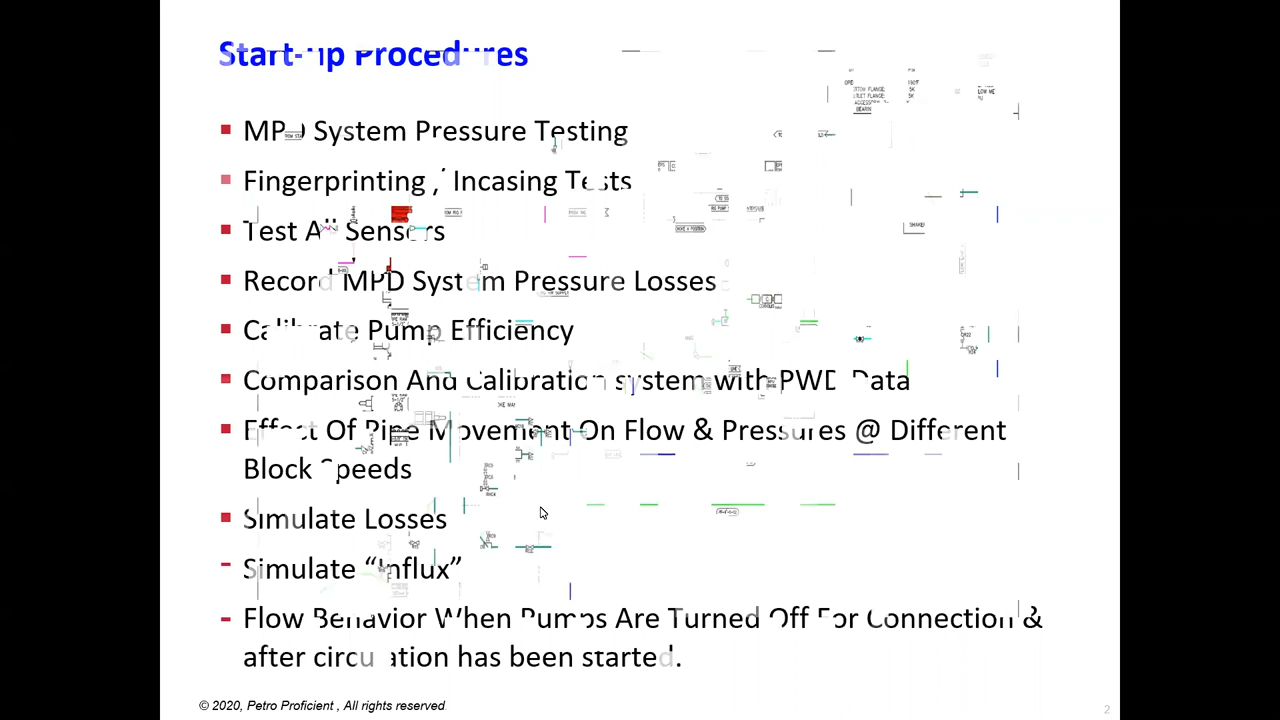 Start-up Procedures
MPD System Pressure Testing
Fingerprinting / Incasing Tests
Test All Sensors
Record MPD System Pressure Losses
Calibrate Pump Efficiency
Comparison And Calibration system with PWD Data
Effect Of Pipe Movement On Flow & Pressures @ Different
Block Speeds
Simulate Losses
Simulate “Influx”
Flow Behavior When Pumps Are Turned Off For Connection &
after circulation has been started.
© 2020, Petro Proficient , All rights reserved
2